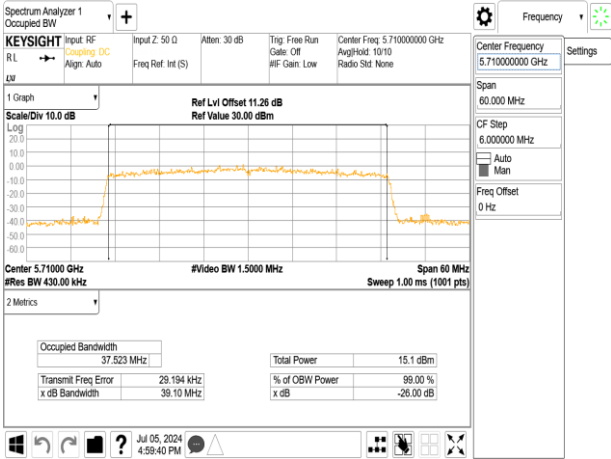 Spectrum Analyzer 1
Occupied BW
+
Frequency
KEYSIGHT
RL
LXI
Input: RF
Coupling: DC
Align: Auto
Input Z: 50 Ω
Freq Ref: Int (S)
Atten: 30 dB
Trig: Free Run
Gate: Off
#IF Gain: Low
Center Freq: 5.710000000 GHz
Avg|Hold: 10/10
Radio Std: None
Center Frequency
5.710000000 GHz
Settings
Span
60.000 MHz
CF Step
6.000000 MHz
Auto
Man
Freq Offset
0 Hz
1 Graph
Scale/Div 10.0 dB
Ref Lvl Offset 11.26 dB
Ref Value 30.00 dBm
Log
20.0
10.0
0.00
-10.0
-20.0
-30.0
-40.0
-50.0
-60.0
Center 5.71000 GHz
#Video BW 1.5000 MHz
Span 60 MHz
#Res BW 430.00 kHz
Sweep 1.00 ms (1001 pts)
2 Metrics
Occupied Bandwidth
37.523 MHz
Total Power 15.1 dBm
Transmit Freq Error 29.194 kHz
% of OBW Power 99.00 %
x dB Bandwidth 39.10 MHz
x dB -26.00 dB
?
Jul 05, 2024
4:59:40 PM